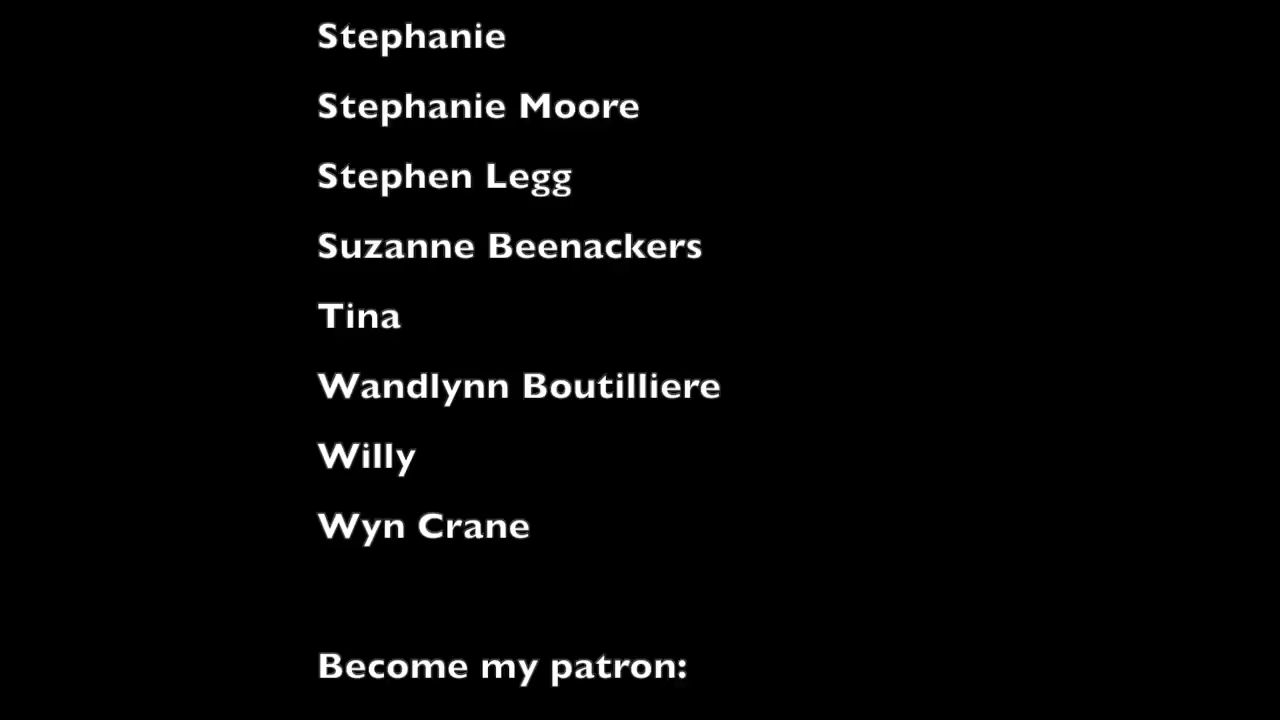 Stephanie
Stephanie Moore
Stephen Legg
Suzanne Beenackers
Tina
Wandlynn Boutilliere
Willy
Wyn Crane
Become my patron: